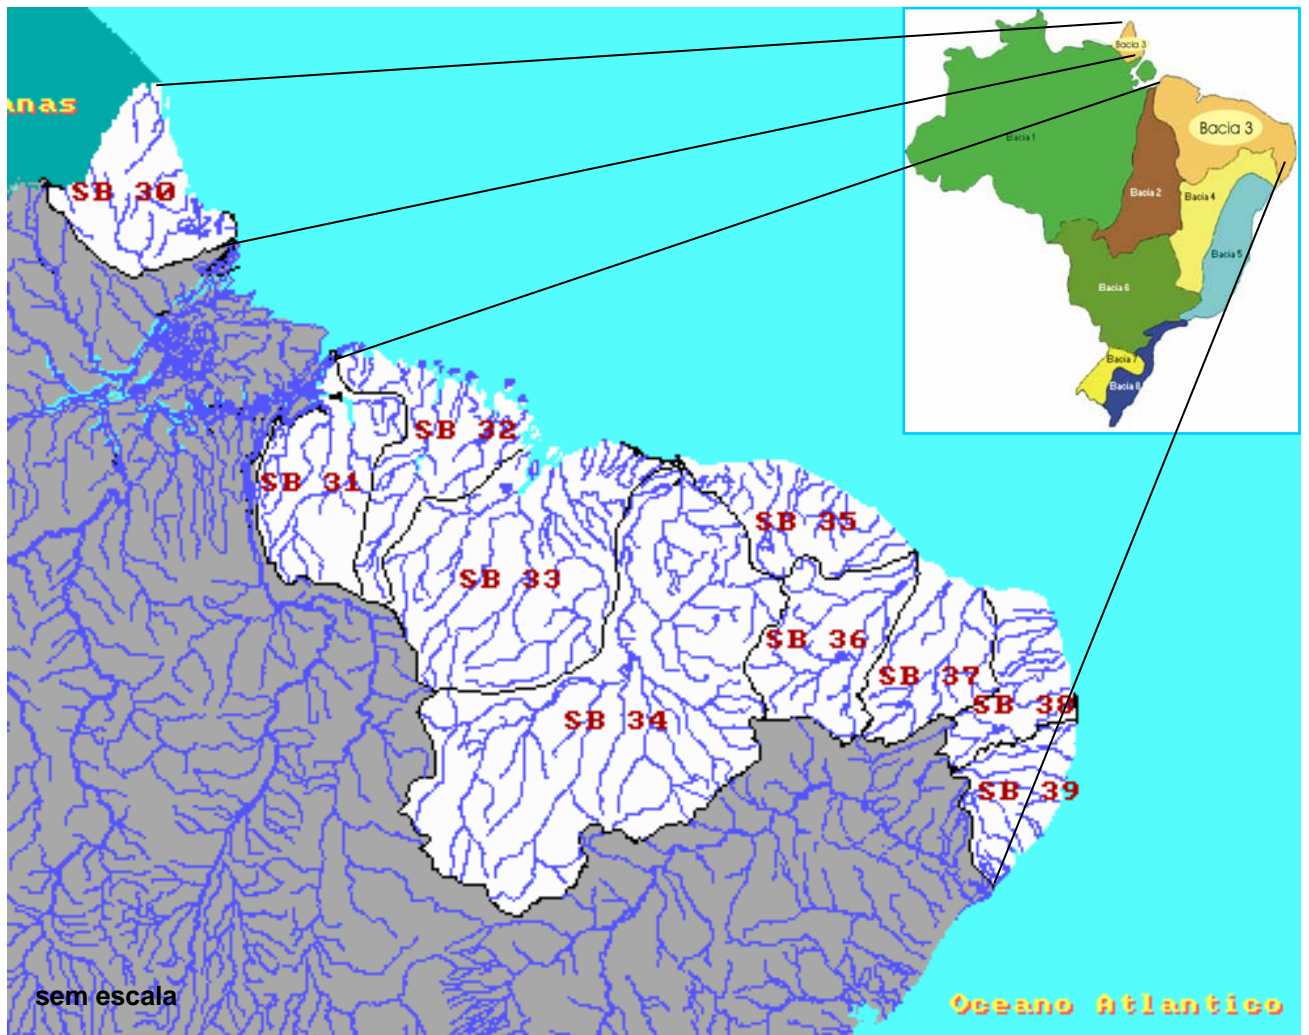 anas
SB 30
SB 31
SB 32
SB 33
SB 34
SB 35
SB 36
SB 37
SB 38
SB 39
sem escala
Oceano Atlantico
Bacia 3
Bacia 3
Bacia 1
Bacia 2
Bacia 4
Bacia 5
Bacia 6
Bacia 7
Bacia 8